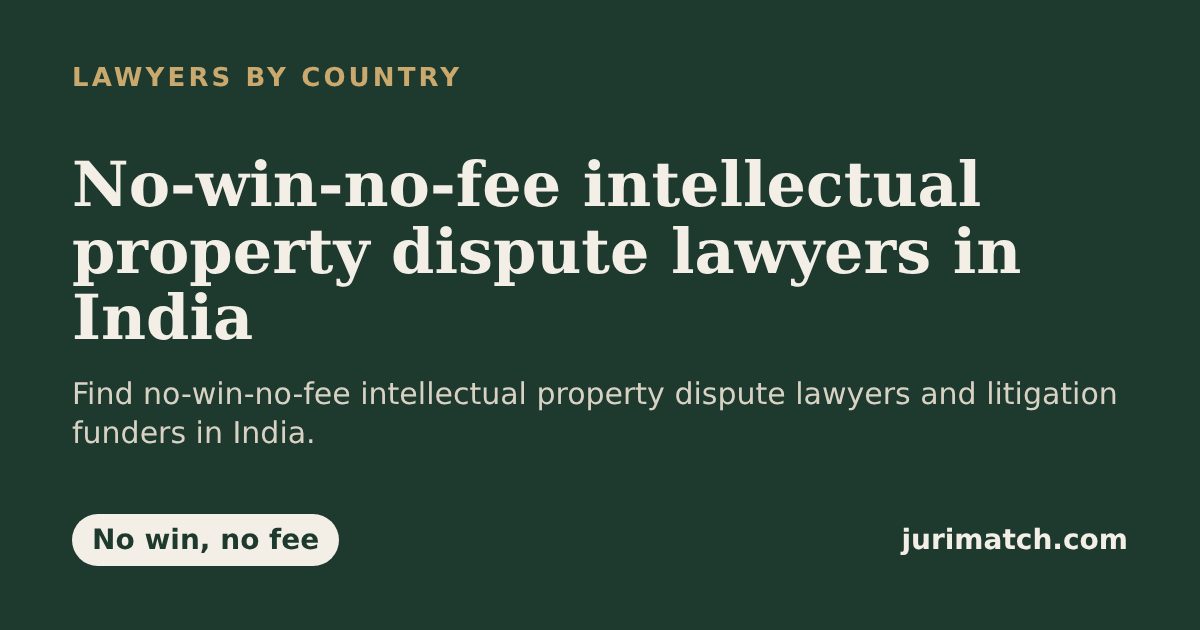 LAWYERS BY COUNTRY
No-win-no-fee intellectual
property dispute lawyers in
India
Find no-win-no-fee intellectual property dispute lawyers and litigation
funders in India.
No win, no fee
jurimatch.com